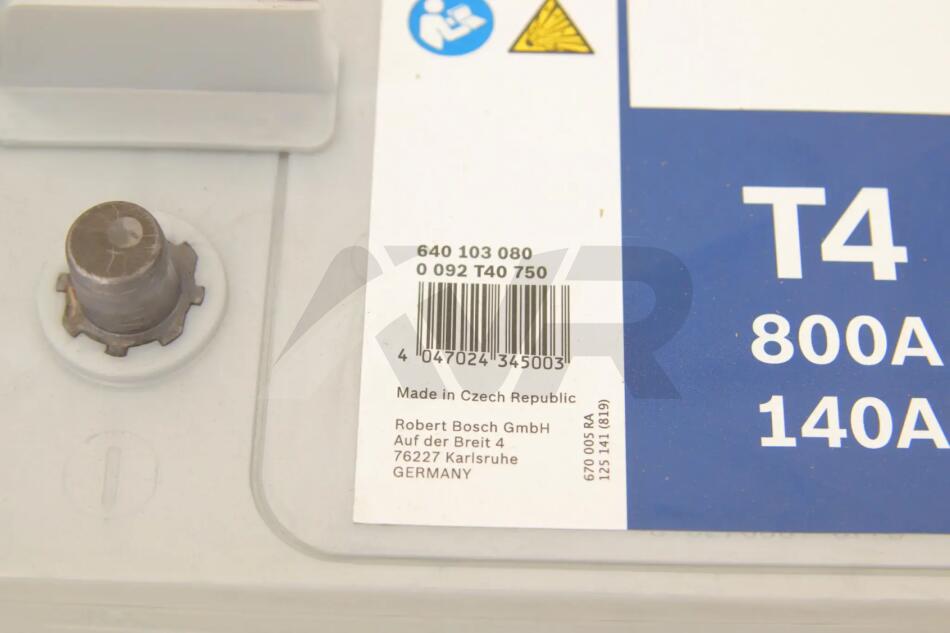 640 103 080
0 092 T40 750
4 047024 345003
Made in Czech Republic
Robert Bosch GmbH
Auf der Breit 4
76227 Karlsruhe
GERMANY
670 005 RA
125 141 (819)
T4
800A
140A
AVR